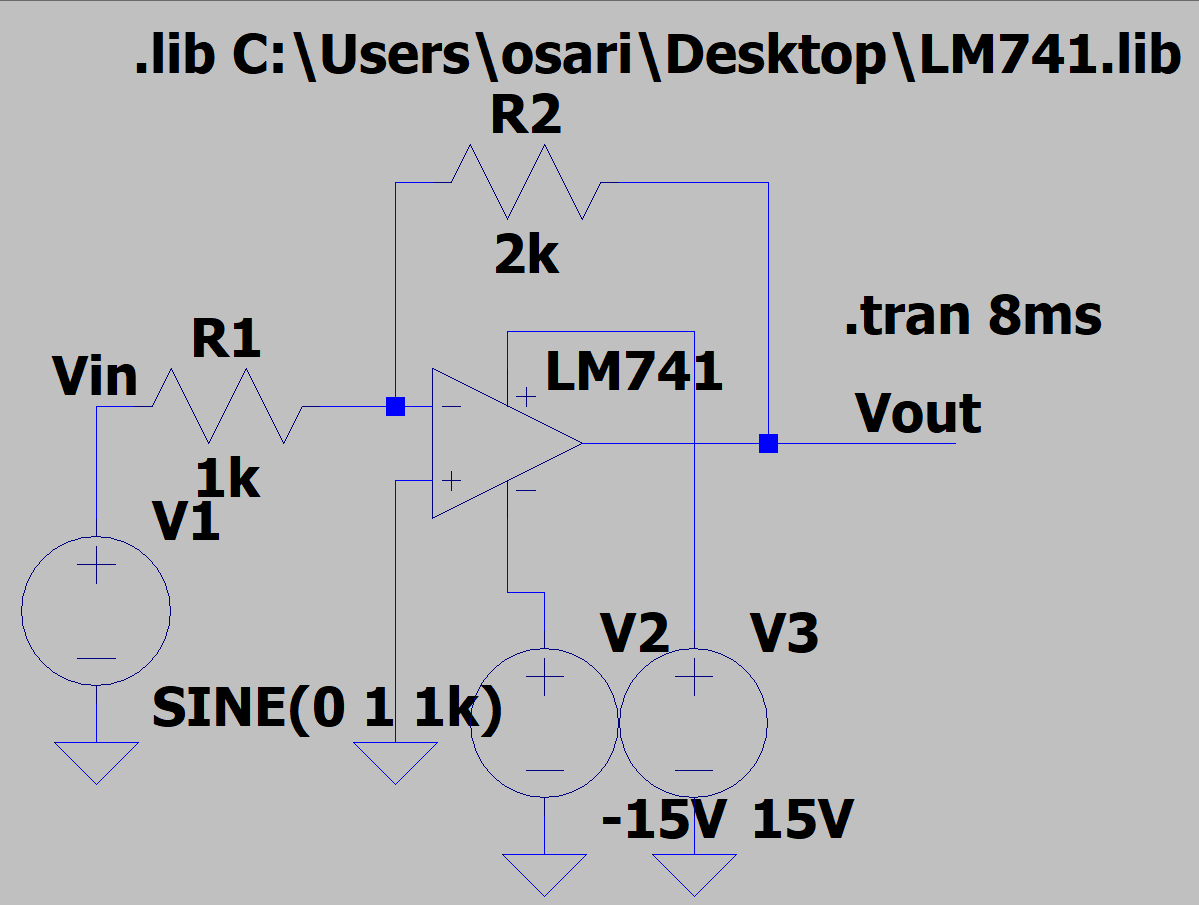 .lib C:\Users\osari\Desktop\LM741.lib
R2
2k
.tran 8ms
R1
Vin
LM741
Vout
1k
V1
V2
V3
SINE(0 1 1k)
-15V
15V